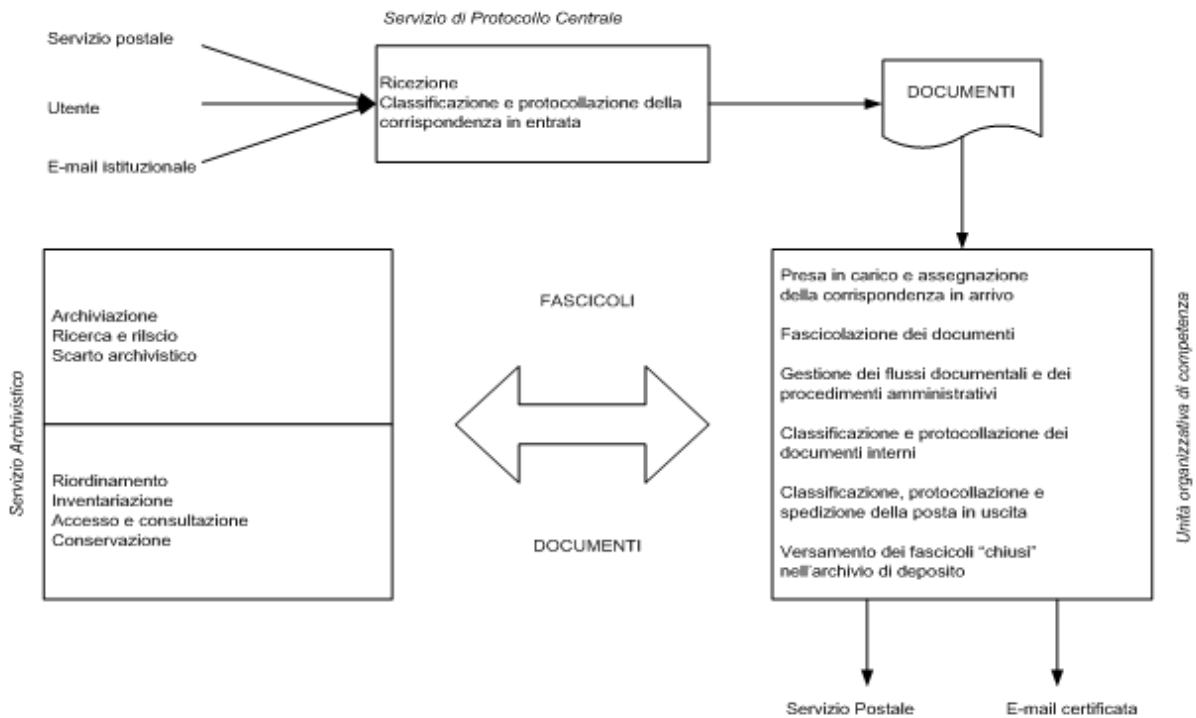 Servizio di Protocollo Centrale
Servizio postale
Utente
E-mail istituzionale
Ricezione
Classificazione e protocollazione della
corrispondenza in entrata
DOCUMENTI
Servizio Archivistico
Archiviazione
Ricerca e rilscio
Scarto archivistico
Riordinamento
Inventariazione
Accesso e consultazione
Conservazione
FASCICOLI
DOCUMENTI
Presa in carico e assegnazione
della corrispondenza in arrivo
Fascicolazione dei documenti
Gestione dei flussi documentali e dei
procedimenti amministrativi
Classificazione e protocollazione dei
documenti interni
Classificazione, protocollazione e
spedizione della posta in uscita
Versamento dei fascicoli “chiusi”
nell’archivio di deposito
Unità organizzativa di competenza
Servizio Postale
E-mail certificata